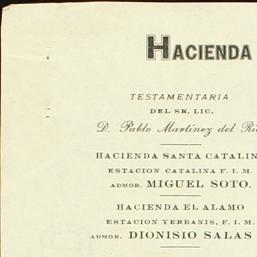 HACIENDA
TESTAMENTARIA
DEL SR. LIC.
D. Pablo Martínez del
HACIENDA SANTA
ESTACION CATALINA F. I. M.
ADMOR. MIGUEL SOTO.
HACIENDA EL ALAMO
ESTACION YERBANIS, F. I. M.
ADMOR. DIONISIO SALAS